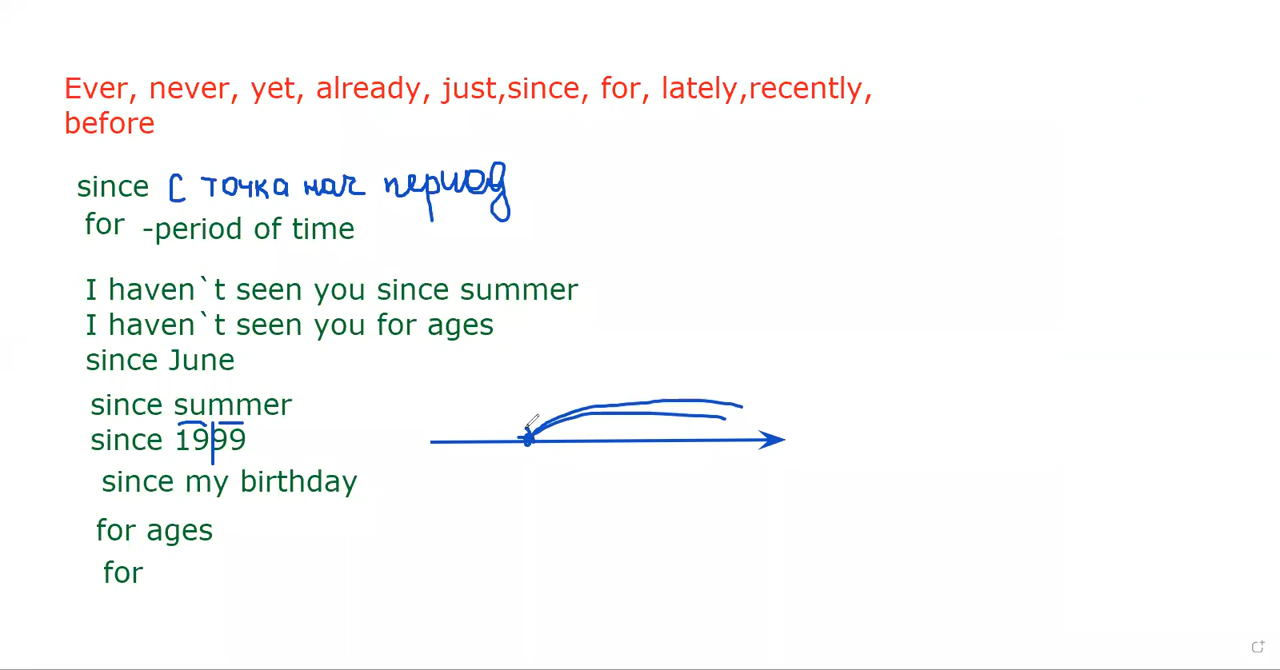 Ever, never, yet, already, just,since, for, lately,recently,
before
since с точка нач период
for -period of time
I haven`t seen you since summer
I haven`t seen you for ages
since June
since summer
since 1999
since my birthday
for ages
for